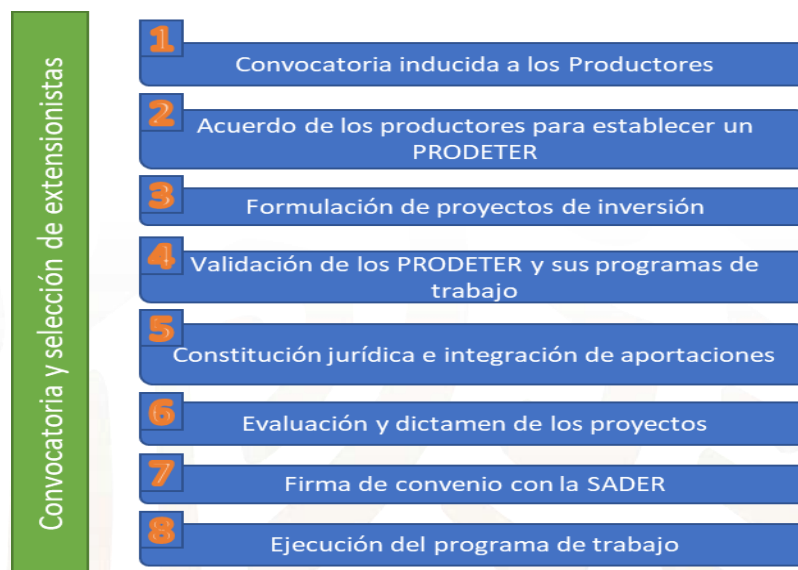 Convocatoria y selección de extensionistas
1
Convocatoria inducida a los Productores
2
Acuerdo de los productores para establecer un
PRODETER
3
Formulación de proyectos de inversión
4
Validación de los PRODETER y sus programas de
trabajo
5
Constitución jurídica e integración de aportaciones
6
Evaluación y dictamen de los proyectos
7
Firma de convenio con la SADER
8
Ejecución del programa de trabajo